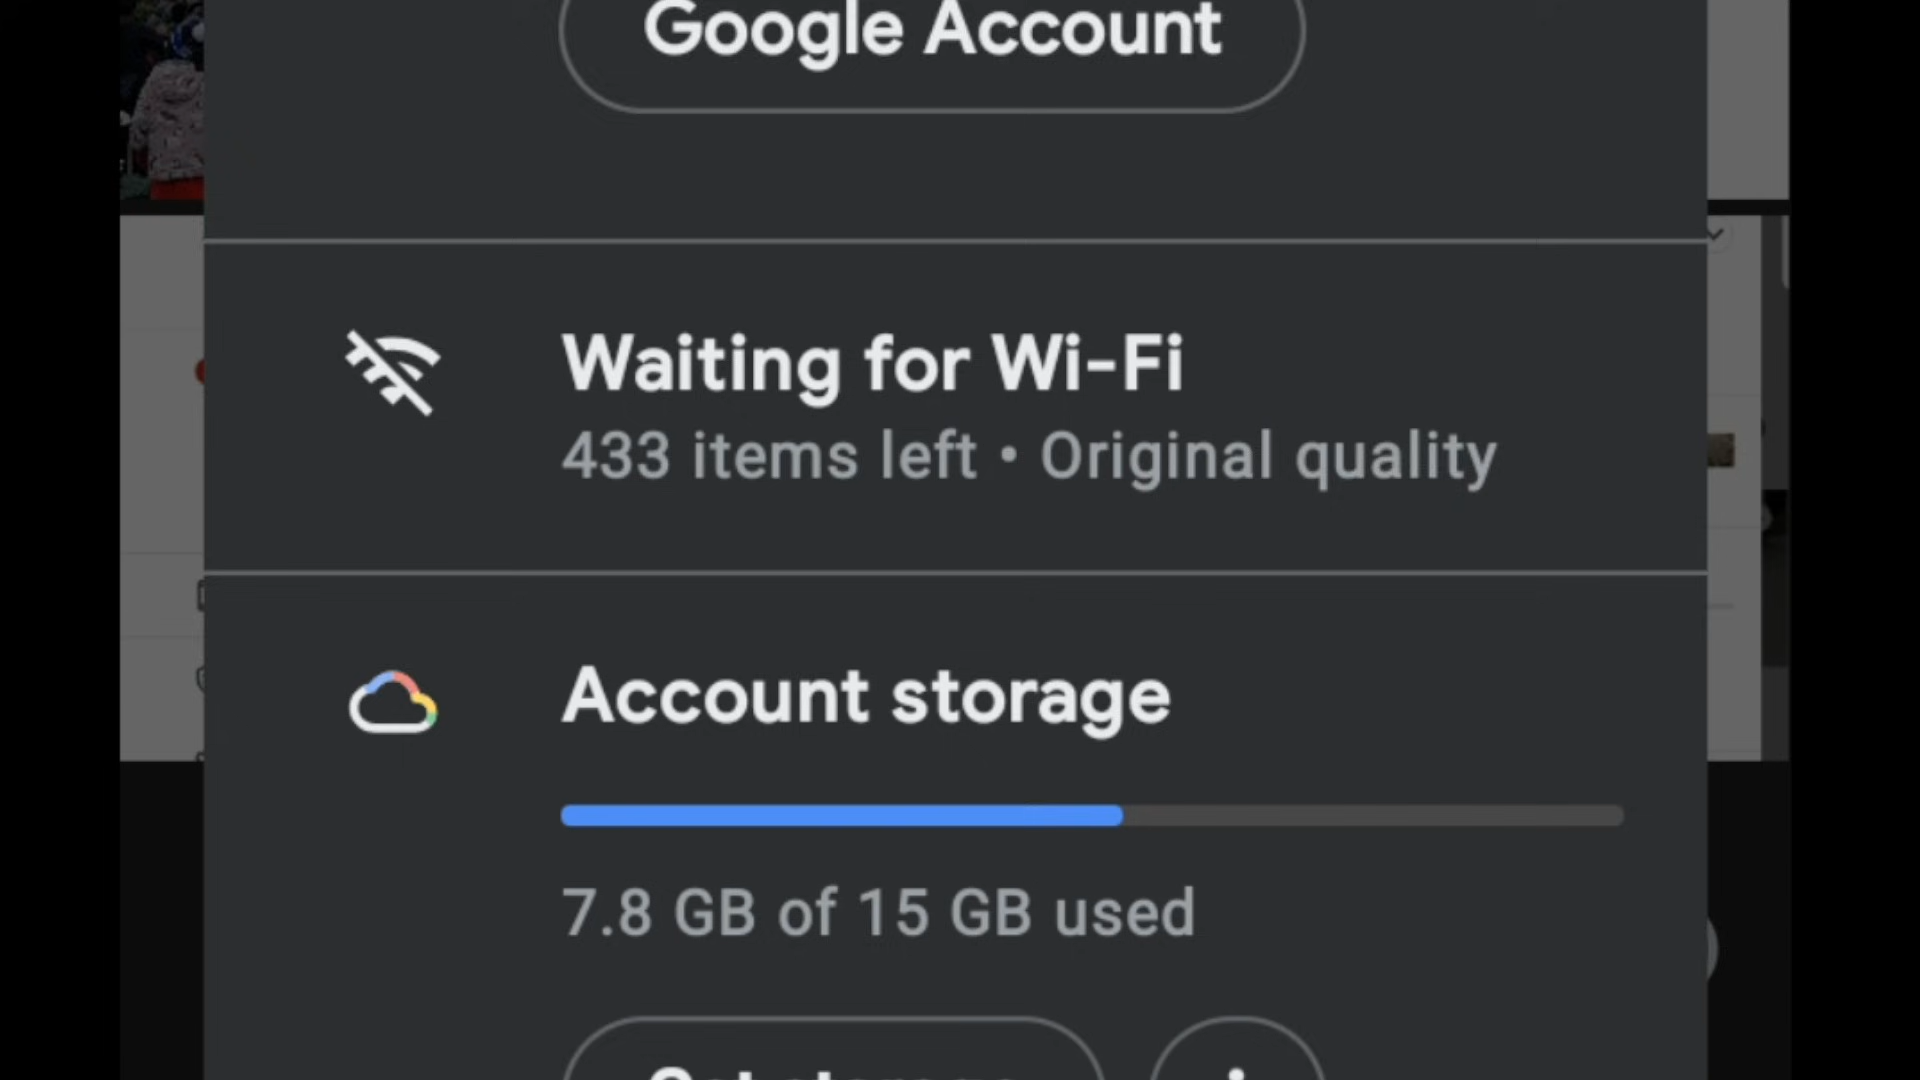 Google Account
Waiting for Wi-Fi
433 items left • Original quality
Account storage
7.8 GB of 15 GB used